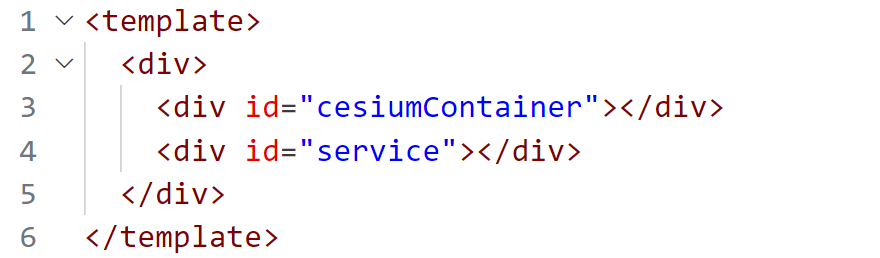 1 <template>
2 <div>
3 <div id="cesiumContainer"></div>
4 <div id="service"></div>
5 </div>
6 </template>